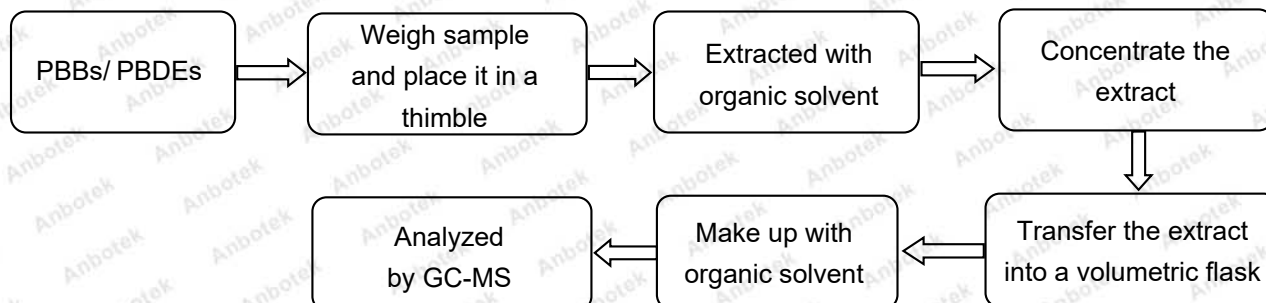 PBBs/ PBDEs
Weigh sample
and place it in a
thimble
Extracted with
organic solvent
Concentrate the
extract
Transfer the extract
into a volumetric flask
Make up with
organic solvent
Analyzed
by GC-MS
Anbotek